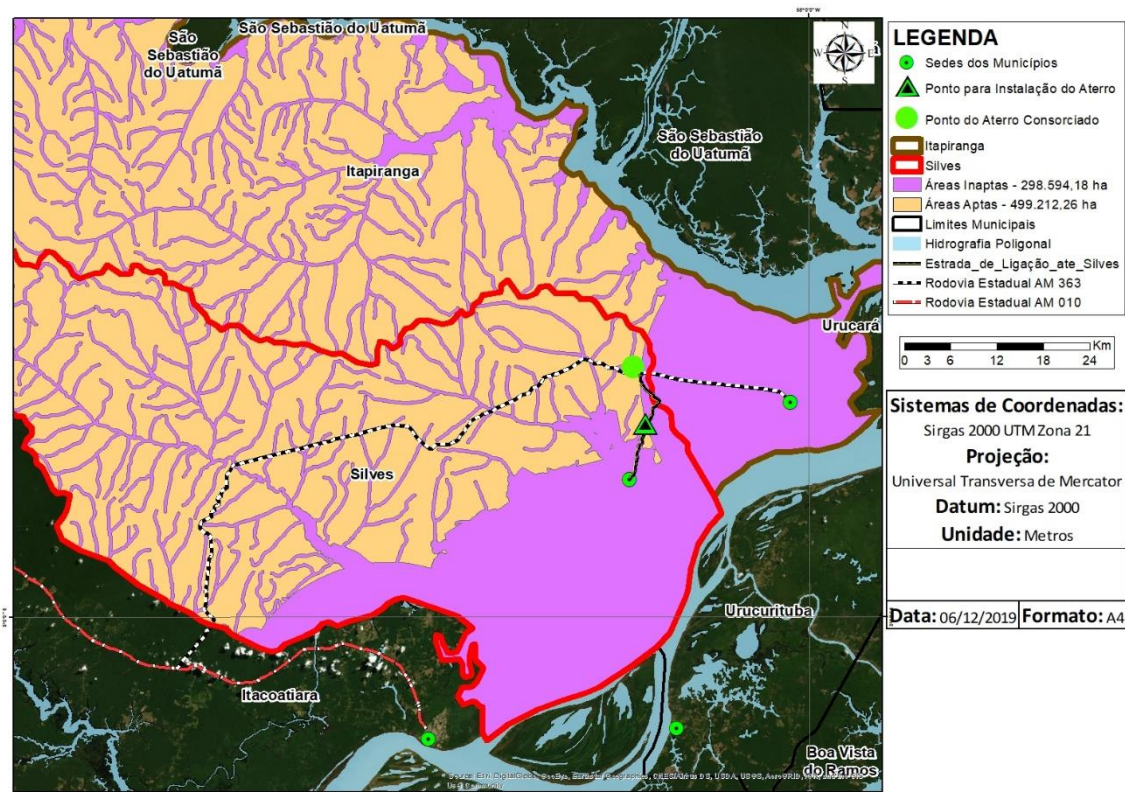 58°0'0" W
São Sebastião do Uatumã
São
Sebastião
do Uatumã
São Sebastião
do Uatumã
Itapiranga
Urucará
Silves
Urucurituba
Itacoatiara
Boa Vista
do Ramos
N
W
E
S
LEGENDA
Sedes dos Municípios
Ponto para Instalação do Aterro
Ponto do Aterro Consorciado
Itapiranga
Silves
Áreas Inaptas - 298.594,18 ha
Áreas Aptas - 499.212,26 ha
Limites Municipais
Hidrografia Poligonal
Estrada_de_Ligação_ate_Silves
Rodovia Estadual AM 363
Rodovia Estadual AM 010
Km
0 3 6 12 18 24
Sistemas de Coordenadas:
Sirgas 2000 UTM Zona 21
Projeção:
Universal Transversa de Mercator
Datum: Sirgas 2000
Unidade: Metros
Data: 06/12/2019 Formato: A4